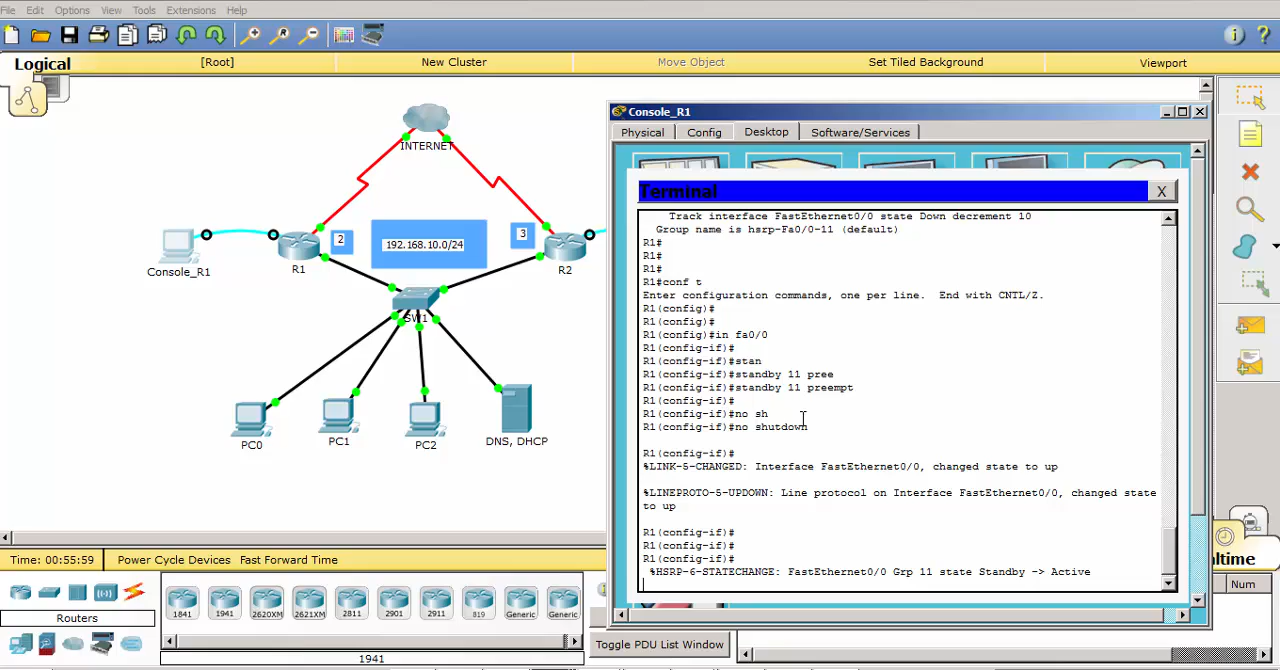 File Edit Options View Tools Extensions Help
Logical [Root] New Cluster Move Object Set Tiled Background Viewport
INTERNET
2
192.168.10.0/24
3
Console_R1
R1
R2
SW1
PC0
PC1
PC2
DNS, DHCP
Console_R1
Physical Config Desktop Software/Services
Terminal X
Track interface FastEthernet0/0 state Down decrement 10
Group name is hsrp-Fa0/0-11 (default)
R1#
R1#
R1#
R1#conf t
Enter configuration commands, one per line. End with CNTL/Z.
R1(config)#
R1(config)#
R1(config)#in fa0/0
R1(config-if)#
R1(config-if)#stan
R1(config-if)#standby 11 pree
R1(config-if)#standby 11 preempt
R1(config-if)#
R1(config-if)#no sh
R1(config-if)#no shutdown
R1(config-if)#
%LINK-5-CHANGED: Interface FastEthernet0/0, changed state to up
%LINEPROTO-5-UPDOWN: Line protocol on Interface FastEthernet0/0, changed state
to up
R1(config-if)#
R1(config-if)#
R1(config-if)#
%HSRP-6-STATECHANGE: FastEthernet0/0 Grp 11 state Standby -> Active
Time: 00:55:59 Power Cycle Devices Fast Forward Time
ltime
Routers
1841 1941 2620XM 2621XM 2811 2901 2911 819 Generic Generic
1941
Toggle PDU List Window
Num